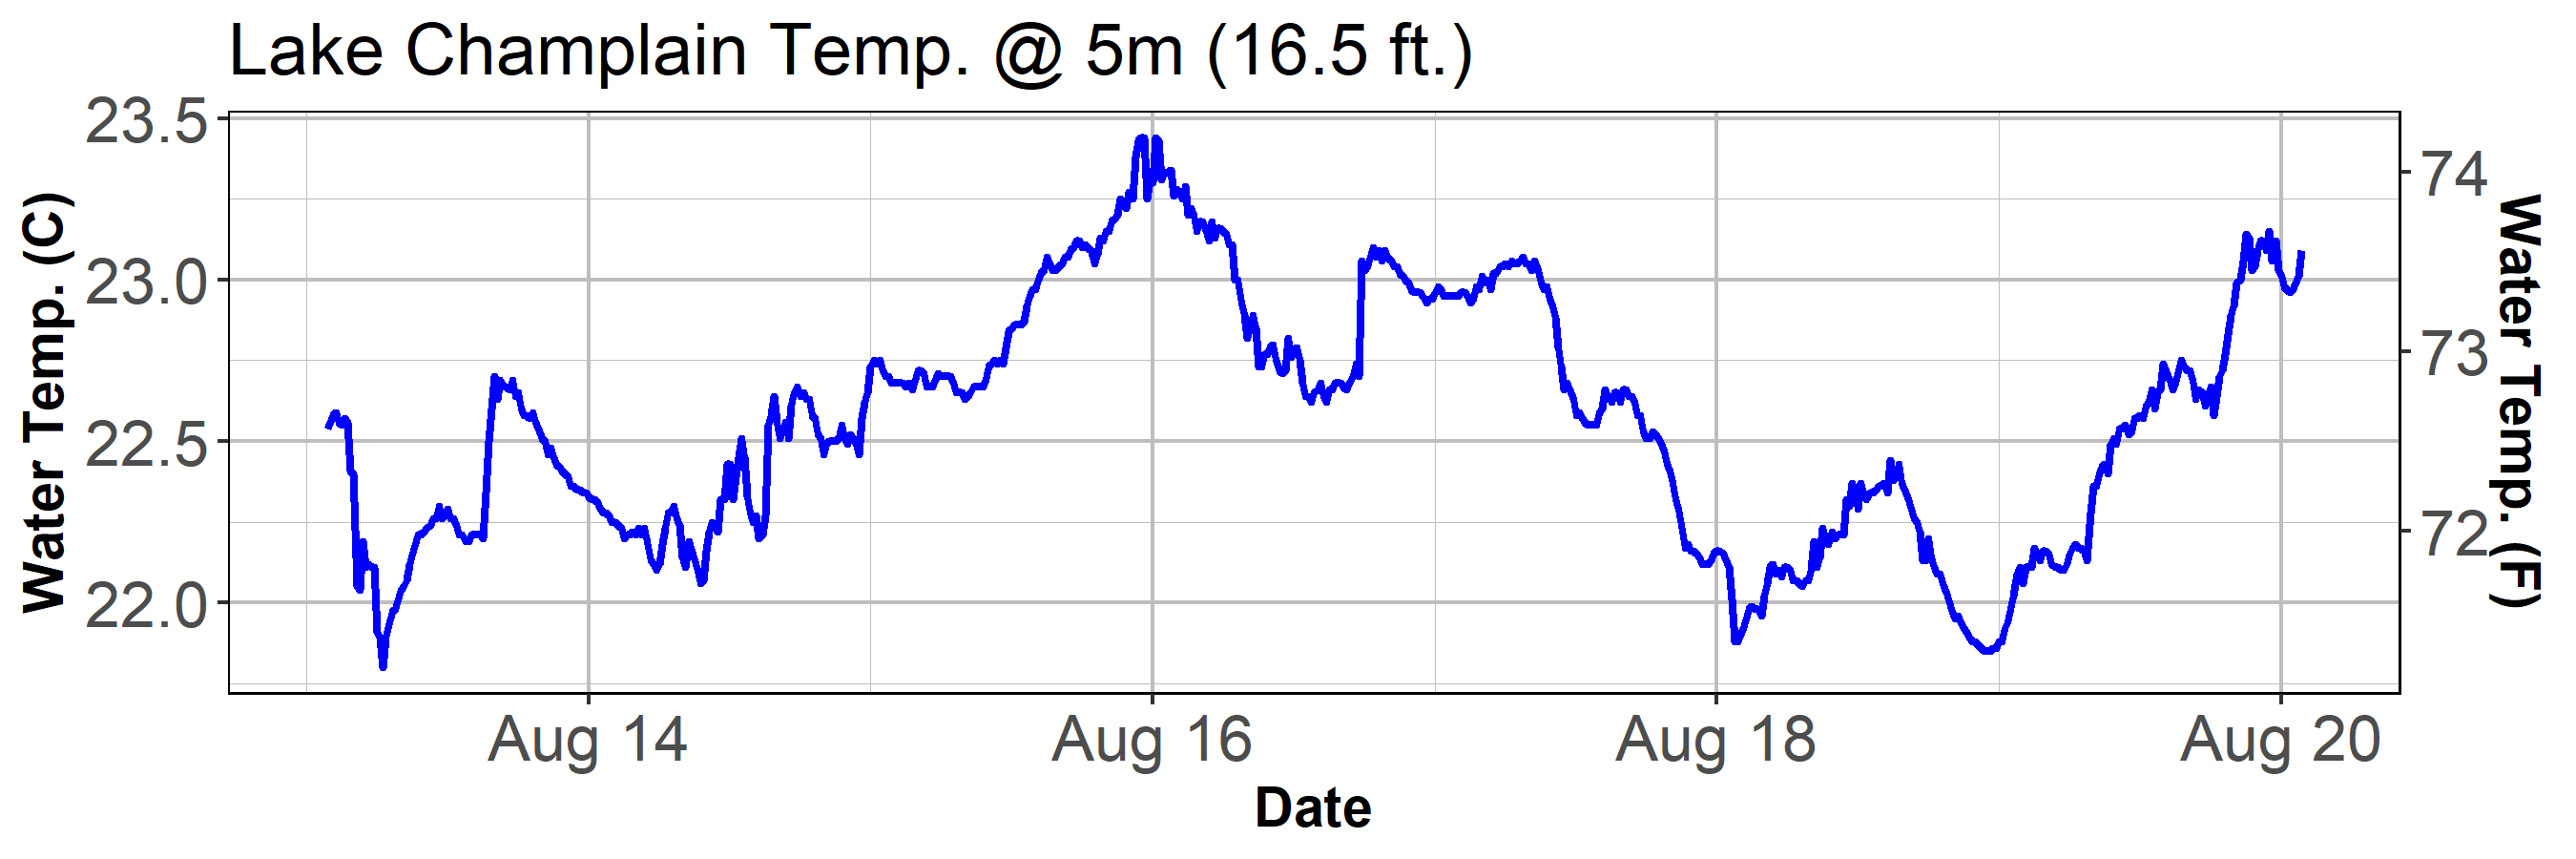 Lake Champlain Temp. @ 5m (16.5 ft.)
Water Temp. (C)
23.5
23.0
22.5
22.0
74
73
72
Water Temp. (F)
Aug 14
Aug 16
Aug 18
Aug 20
Date